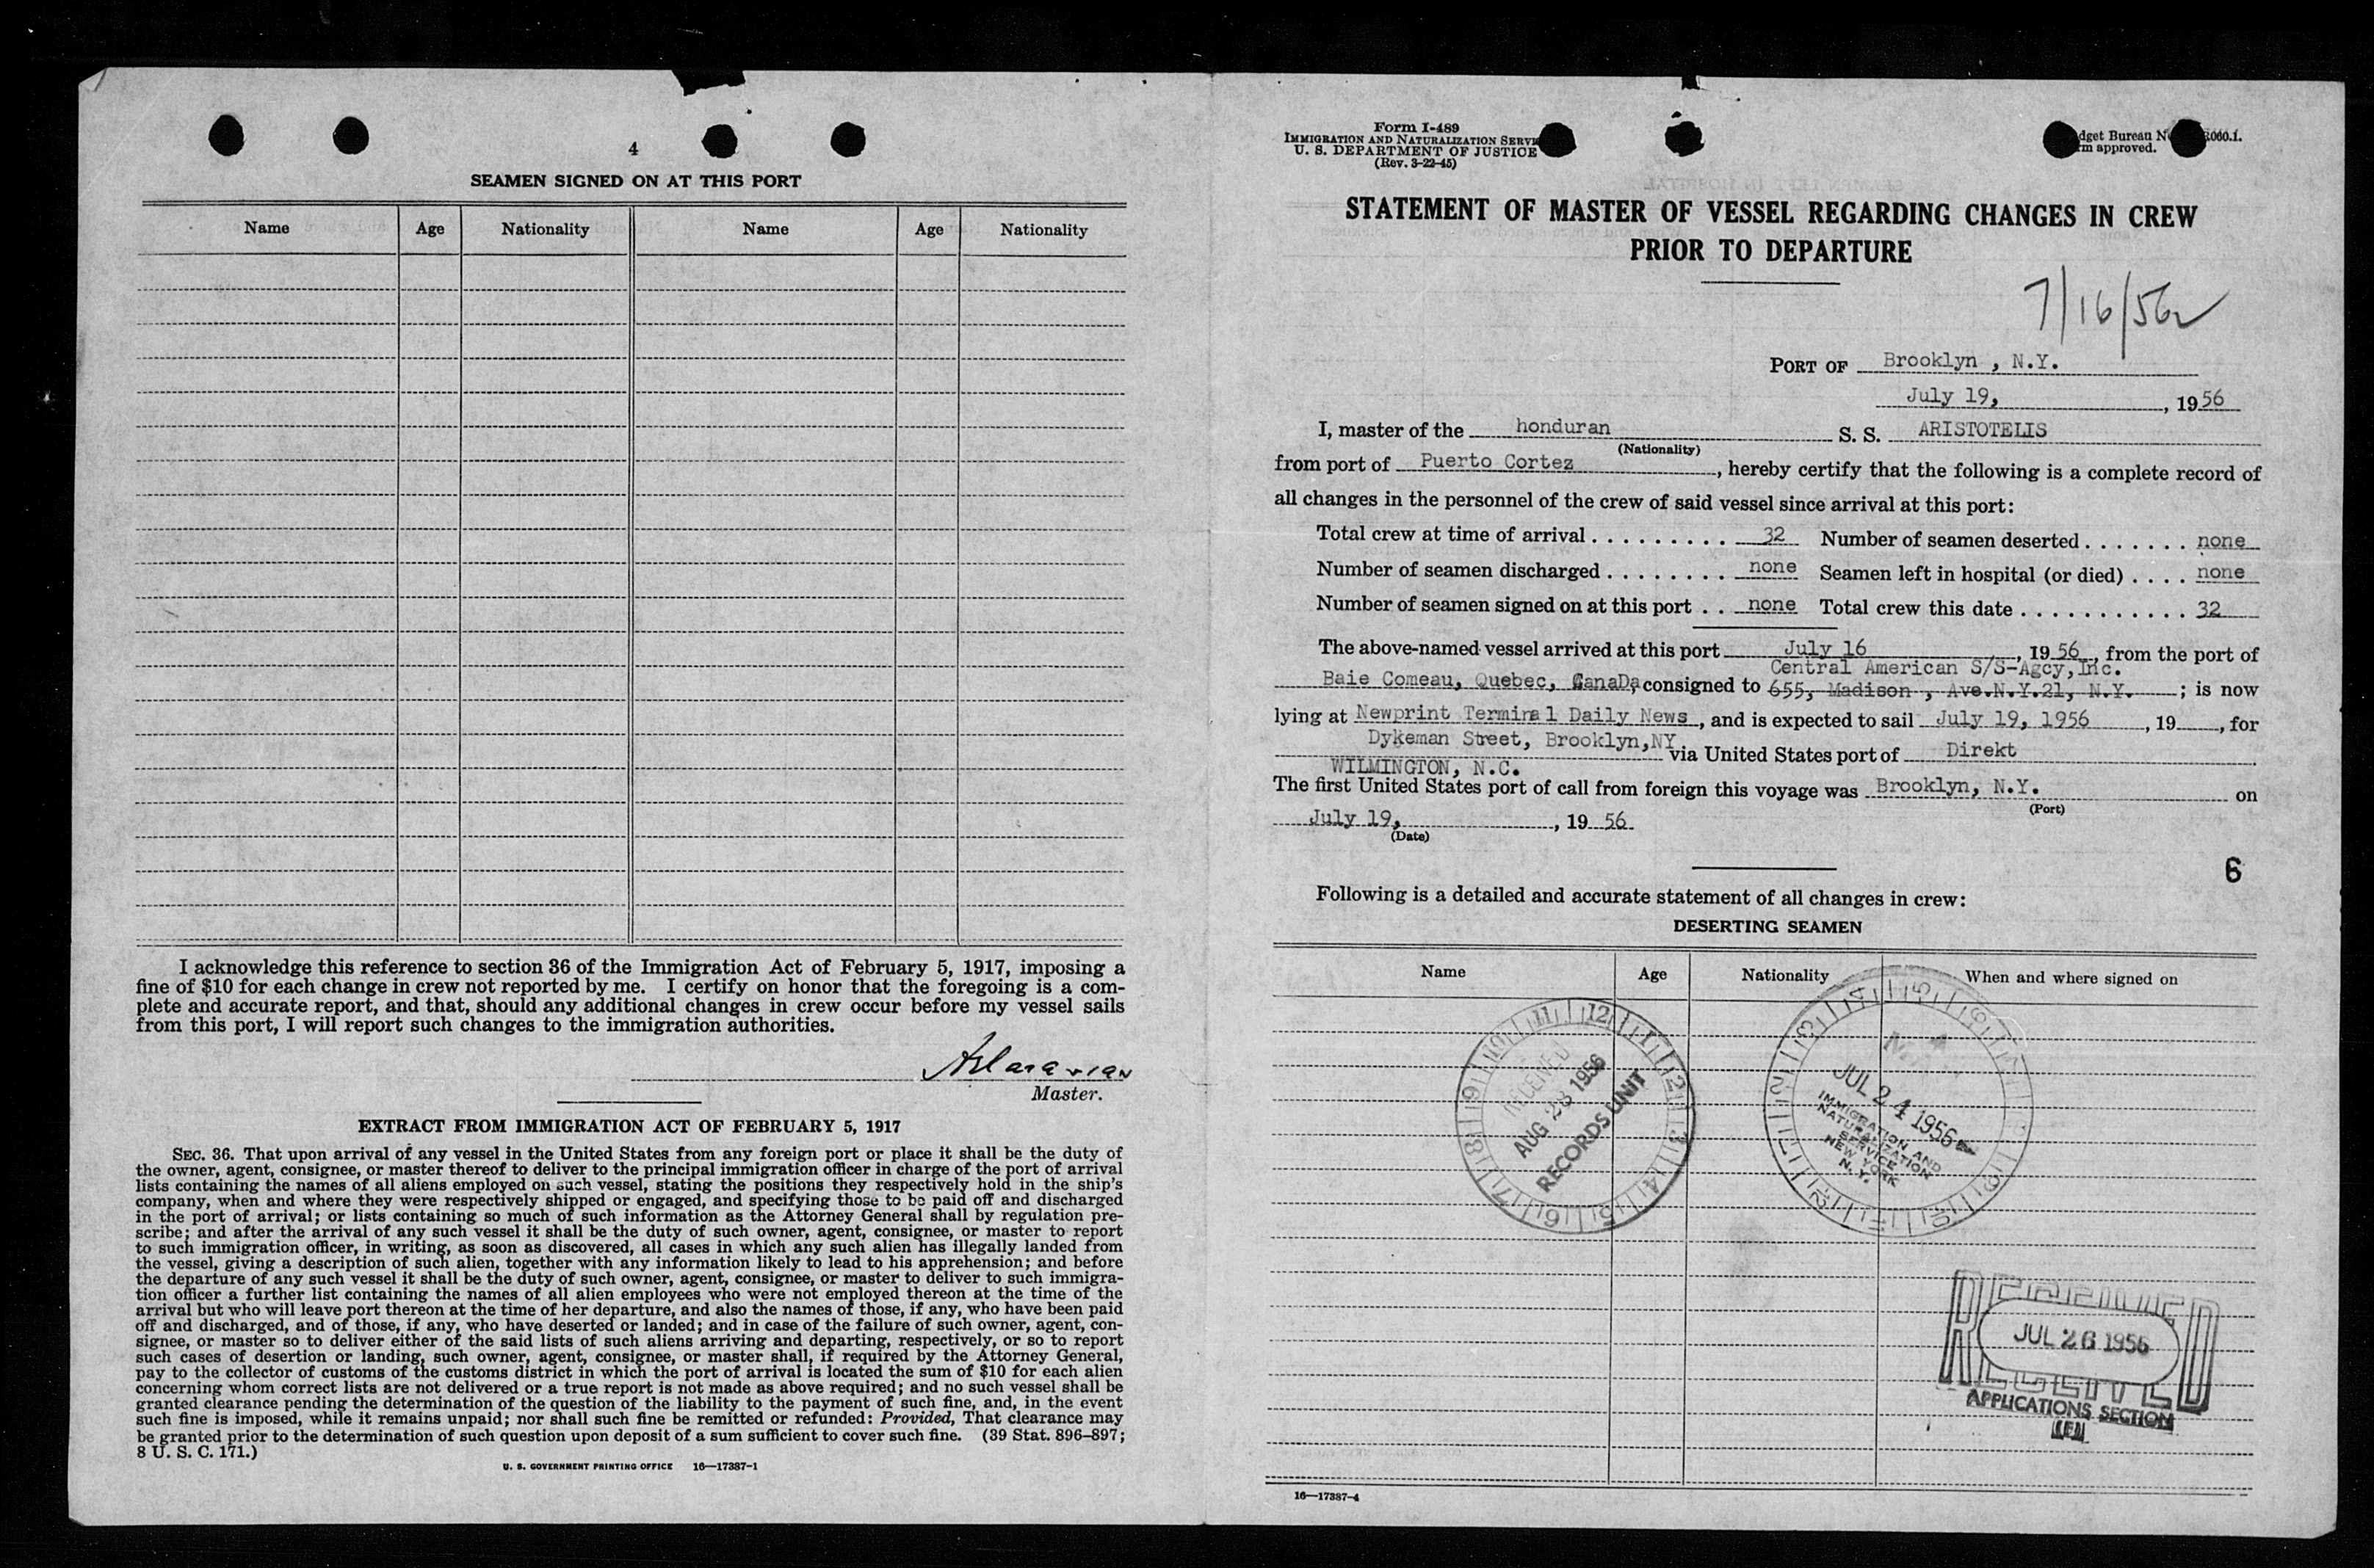 4
SEAMEN SIGNED ON AT THIS PORT
Name Age Nationality Name Age Nationality
I acknowledge this reference to section 36 of the Immigration Act of February 5, 1917, imposing a
fine of $10 for each change in crew not reported by me. I certify on honor that the foregoing is a com-
plete and accurate report, and that, should any additional changes in crew occur before my vessel sails
from this port, I will report such changes to the immigration authorities.
Master.
EXTRACT FROM IMMIGRATION ACT OF FEBRUARY 5, 1917
SEC. 36. That upon arrival of any vessel in the United States from any foreign port or place it shall be the duty of
the owner, agent, consignee, or master thereof to deliver to the principal immigration officer in charge of the port of arrival
lists containing the names of all aliens employed on such vessel, stating the positions they respectively hold in the ship's
company, when and where they were respectively shipped or engaged, and specifying those to be paid off and discharged
in the port of arrival; or lists containing so much of such information as the Attorney General shall by regulation pre-
scribe; and after the arrival of any such vessel it shall be the duty of such owner, agent, consignee, or master to report
to such immigration officer, in writing, as soon as discovered, all cases in which any such alien has illegally landed from
the vessel, giving a description of such alien, together with any information likely to lead to his apprehension; and before
the departure of any such vessel it shall be the duty of such owner, agent, consignee, or master to deliver to such immigra-
tion officer a further list containing the names of all alien employees who were not employed thereon at the time of the
arrival but who will leave port thereon at the time of her departure, and also the names of those, if any, who have been paid
off and discharged, and of those, if any, who have deserted or landed; and in case of the failure of such owner, agent, con-
signee, or master so to deliver either of the said lists of such aliens arriving and departing, respectively, or so to report
such cases of desertion or landing, such owner, agent, consignee, or master shall, if required by the Attorney General,
pay to the collector of customs of the customs district in which the port of arrival is located the sum of $10 for each alien
concerning whom correct lists are not delivered or a true report is not made as above required; and no such vessel shall be
granted clearance pending the determination of the question of the liability to the payment of such fine, and, in the event
such fine is imposed, while it remains unpaid; nor shall such fine be remitted or refunded: Provided, That clearance may
be granted prior to the determination of such question upon deposit of a sum sufficient to cover such fine. (39 Stat. 896–897;
8 U. S. C. 171.)
U. S. GOVERNMENT PRINTING OFFICE 16—17387-1
Form I-489
IMMIGRATION AND NATURALIZATION SERVI
U. S. DEPARTMENT OF JUSTICE
(Rev. 3-22-45)
dget Bureau N 060.1.
rm approved.
STATEMENT OF MASTER OF VESSEL REGARDING CHANGES IN CREW
PRIOR TO DEPARTURE
7/16/56
PORT OF Brooklyn , N.Y.
July 19, , 1956
I, master of the honduran S. S. ARISTOTELIS
(Nationality)
from port of Puerto Cortez , hereby certify that the following is a complete record of
all changes in the personnel of the crew of said vessel since arrival at this port:
Total crew at time of arrival . . . . . . . . . . 32 Number of seamen deserted . . . . . . . none
Number of seamen discharged . . . . . . . . none Seamen left in hospital (or died) . . . . none
Number of seamen signed on at this port . . none Total crew this date . . . . . . . . . . . 32
The above-named vessel arrived at this port July 16 , 19 56 , from the port of
Central American S/S-Agcy,Inc.
Baie Comeau, Quebec, CanaDa, consigned to 655, Madison , Ave.N.Y.21, N.Y. ; is now
lying at Newprint Terminal Daily News , and is expected to sail July 19, 1956 , 19 , for
Dykeman Street, Brooklyn,NY via United States port of Direkt
WILMINGTON, N.C.
The first United States port of call from foreign this voyage was Brooklyn, N.Y. on
(Port)
July 19, , 19 56
(Date)
6
Following is a detailed and accurate statement of all changes in crew:
DESERTING SEAMEN
Name Age Nationality When and where signed on
RECEIVED
AUG 28 1956
RECORDS UNIT
JUL 24 1956
IMMIGRATION AND
NATURALIZATION
SERVICE
NEW YORK
N. Y.
RECEIVED
JUL 26 1956
APPLICATIONS SECTION
16—17387-4